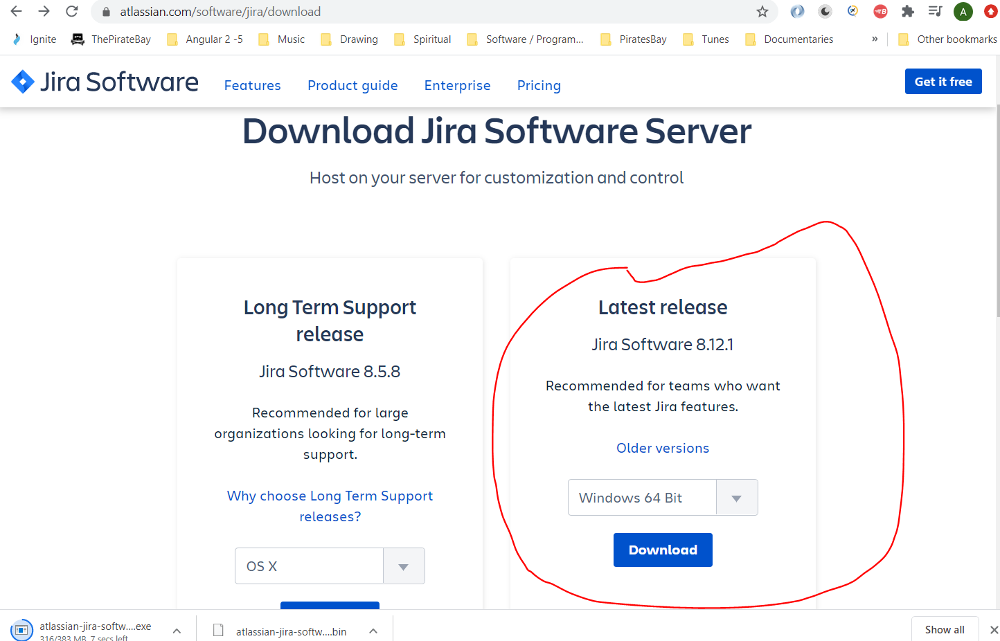 atlassian.com/software/jira/download
A
Ignite ThePirateBay Angular 2 -5 Music Drawing Spiritual Software / Program... PiratesBay Tunes Documentaries » Other bookmarks
Jira Software Features Product guide Enterprise Pricing Get it free
Download Jira Software Server
Host on your server for customization and control
Long Term Support
release
Jira Software 8.5.8
Recommended for large
organizations looking for long-term
support.
Why choose Long Term Support
releases?
OS X
Latest release
Jira Software 8.12.1
Recommended for teams who want
the latest Jira features.
Older versions
Windows 64 Bit
Download
atlassian-jira-softw....exe
316/383 MB, 7 secs left
atlassian-jira-softw....bin
Show all